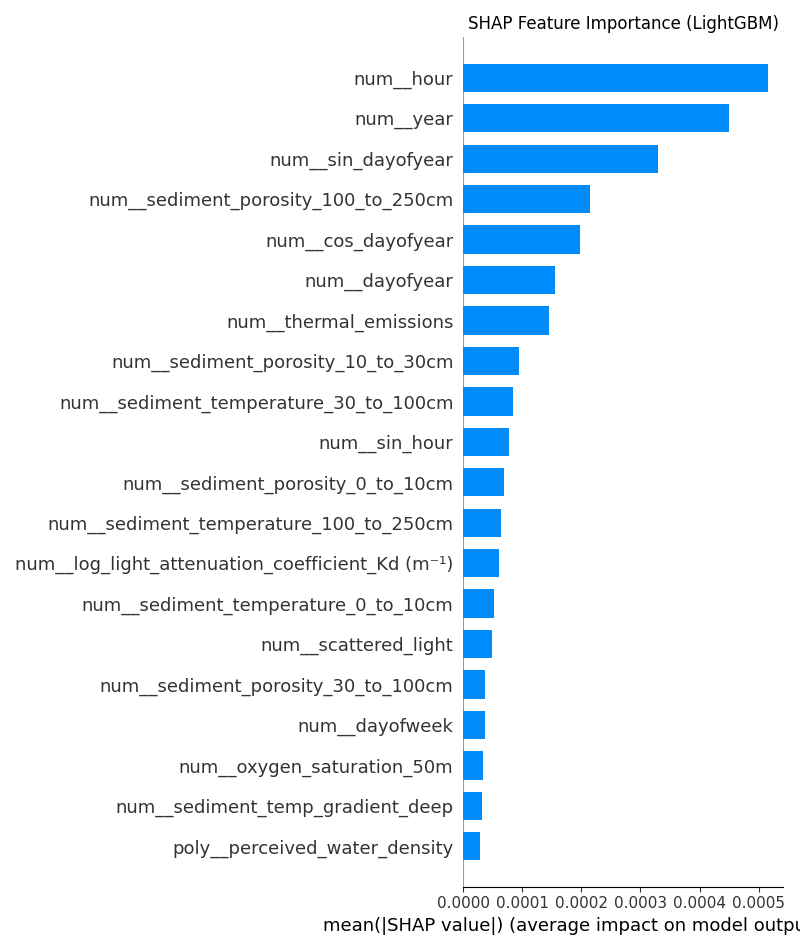 SHAP Feature Importance (LightGBM)
num__hour
num__year
num__sin_dayofyear
num__sediment_porosity_100_to_250cm
num__cos_dayofyear
num__dayofyear
num__thermal_emissions
num__sediment_porosity_10_to_30cm
num__sediment_temperature_30_to_100cm
num__sin_hour
num__sediment_porosity_0_to_10cm
num__sediment_temperature_100_to_250cm
num__log_light_attenuation_coefficient_Kd (m⁻¹)
num__sediment_temperature_0_to_10cm
num__scattered_light
num__sediment_porosity_30_to_100cm
num__dayofweek
num__oxygen_saturation_50m
num__sediment_temp_gradient_deep
poly__perceived_water_density
0.0000 0.0001 0.0002 0.0003 0.0004 0.0005
mean(|SHAP value|) (average impact on model outpu